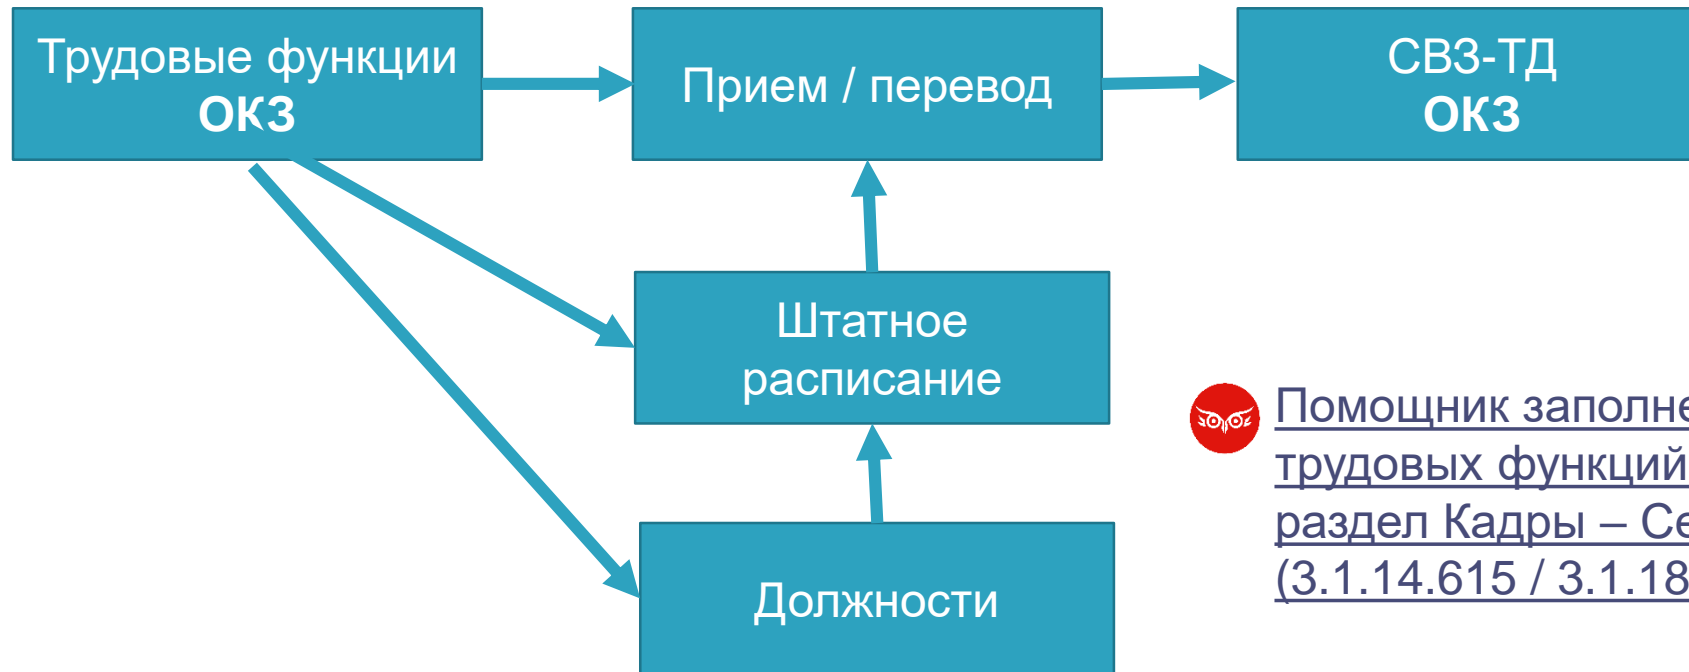 Трудовые функции
ОКЗ
Прием / перевод
СВЗ-ТД
ОКЗ
Штатное
расписание
Должности
Помощник заполне
трудовых функций
раздел Кадры – Се
(3.1.14.615 / 3.1.18